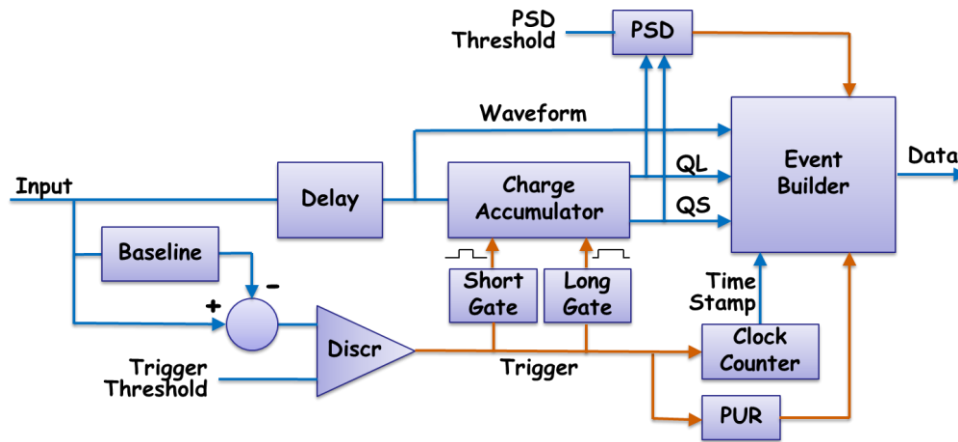 PSD
Threshold
PSD
Waveform
Input
Delay
Charge
Accumulator
QL
QS
Event
Builder
Data
Baseline
-
+
Short
Gate
Long
Gate
Time
Stamp
Discr
Trigger
Threshold
Trigger
Clock
Counter
PUR